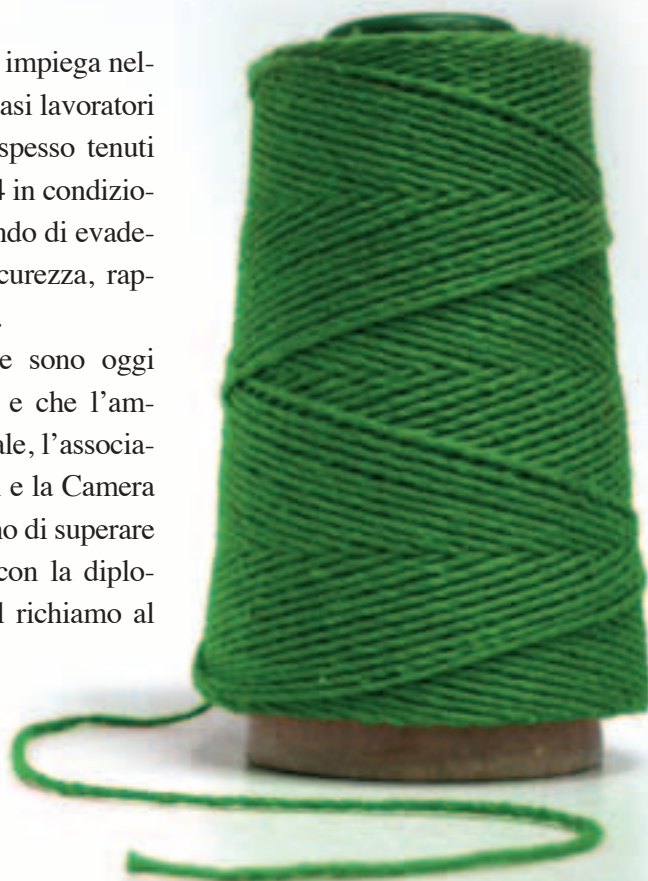 impiega nel-
asi lavoratori
spesso tenuti
4 in condizio-
ndo di evade-
curezza, rap-
.
e sono oggi
e che l’am-
ale, l’associa-
i e la Camera
no di superare
con la diplo-
l richiamo al